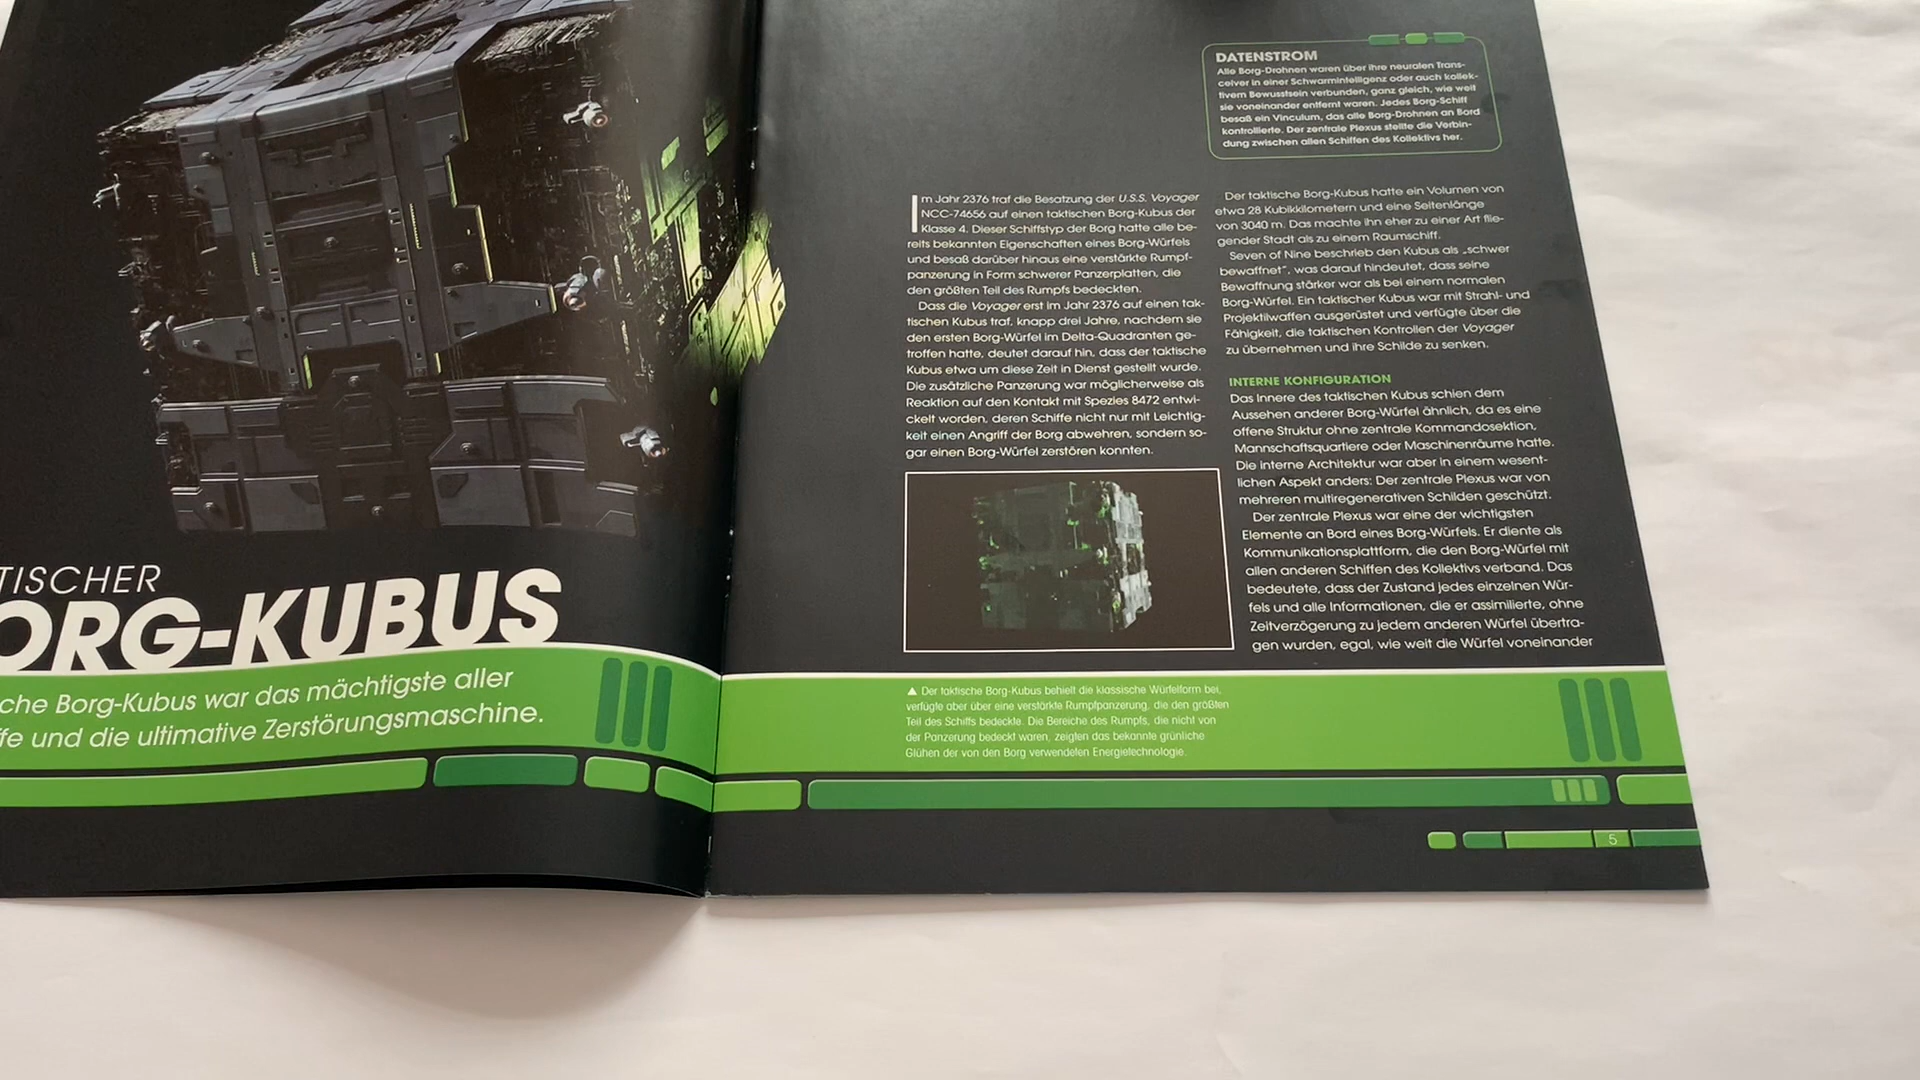 TISCHER
ORG-KUBUS
che Borg-Kubus war das mächtigste aller
fe und die ultimative Zerstörungsmaschine.
DATENSTROM
Alle Borg-Drohnen waren über ihre neuralen Trans-
ceiver in einer Schwarmintelligenz oder auch kollek-
tivem Bewusstsein verbunden, ganz gleich, wie weit
sie voneinander entfernt waren. Jedes Borg-Schiff
besaß ein Vinculum, das alle Borg-Drohnen an Bord
kontrollierte. Der zentrale Plexus stellte die Verbin-
dung zwischen allen Schiffen des Kollektivs her.
Im Jahr 2376 traf die Besatzung der U.S.S. Voyager
NCC-74656 auf einen taktischen Borg-Kubus der
Klasse 4. Dieser Schiffstyp der Borg hatte alle be-
reits bekannten Eigenschaften eines Borg-Würfels
und besaß darüber hinaus eine verstärkte Rumpf-
panzerung in Form schwerer Panzerplatten, die
den größten Teil des Rumpfs bedeckten.
Dass die Voyager erst im Jahr 2376 auf einen tak-
tischen Kubus traf, knapp drei Jahre, nachdem sie
den ersten Borg-Würfel im Delta-Quadranten ge-
troffen hatte, deutet darauf hin, dass der taktische
Kubus etwa um diese Zeit in Dienst gestellt wurde.
Die zusätzliche Panzerung war möglicherweise als
Reaktion auf den Kontakt mit Spezies 8472 entwi-
ckelt worden, deren Schiffe nicht nur mit Leichtig-
keit einen Angriff der Borg abwehren, sondern so-
gar einen Borg-Würfel zerstören konnten.
Der taktische Borg-Kubus hatte ein Volumen von
etwa 28 Kubikkilometern und eine Seitenlänge
von 3040 m. Das machte ihn eher zu einer Art flie-
gender Stadt als zu einem Raumschiff.
Seven of Nine beschrieb den Kubus als „schwer
bewaffnet“, was darauf hindeutet, dass seine
Bewaffnung stärker war als bei einem normalen
Borg-Würfel. Ein taktischer Kubus war mit Strahl- und
Projektilwaffen ausgerüstet und verfügte über die
Fähigkeit, die taktischen Kontrollen der Voyager
zu übernehmen und ihre Schilde zu senken.
INTERNE KONFIGURATION
Das Innere des taktischen Kubus schien dem
Aussehen anderer Borg-Würfel ähnlich, da es eine
offene Struktur ohne zentrale Kommandosektion,
Mannschaftsquartiere oder Maschinenräume hatte.
Die interne Architektur war aber in einem wesent-
lichen Aspekt anders: Der zentrale Plexus war von
mehreren multiregenerativen Schilden geschützt.
Der zentrale Plexus war eine der wichtigsten
Elemente an Bord eines Borg-Würfels. Er diente als
Kommunikationsplattform, die den Borg-Würfel mit
allen anderen Schiffen des Kollektivs verband. Das
bedeutete, dass der Zustand jedes einzelnen Wür-
fels und alle Informationen, die er assimilierte, ohne
Zeitverzögerung zu jedem anderen Würfel übertra-
gen wurden, egal, wie weit die Würfel voneinander
▲ Der taktische Borg-Kubus behielt die klassische Würfelform bei,
verfügte aber über eine verstärkte Rumpfpanzerung, die den größten
Teil des Schiffs bedeckte. Die Bereiche des Rumpfs, die nicht von
der Panzerung bedeckt waren, zeigten das bekannte grünliche
Glühen der von den Borg verwendeten Energietechnologie.
5